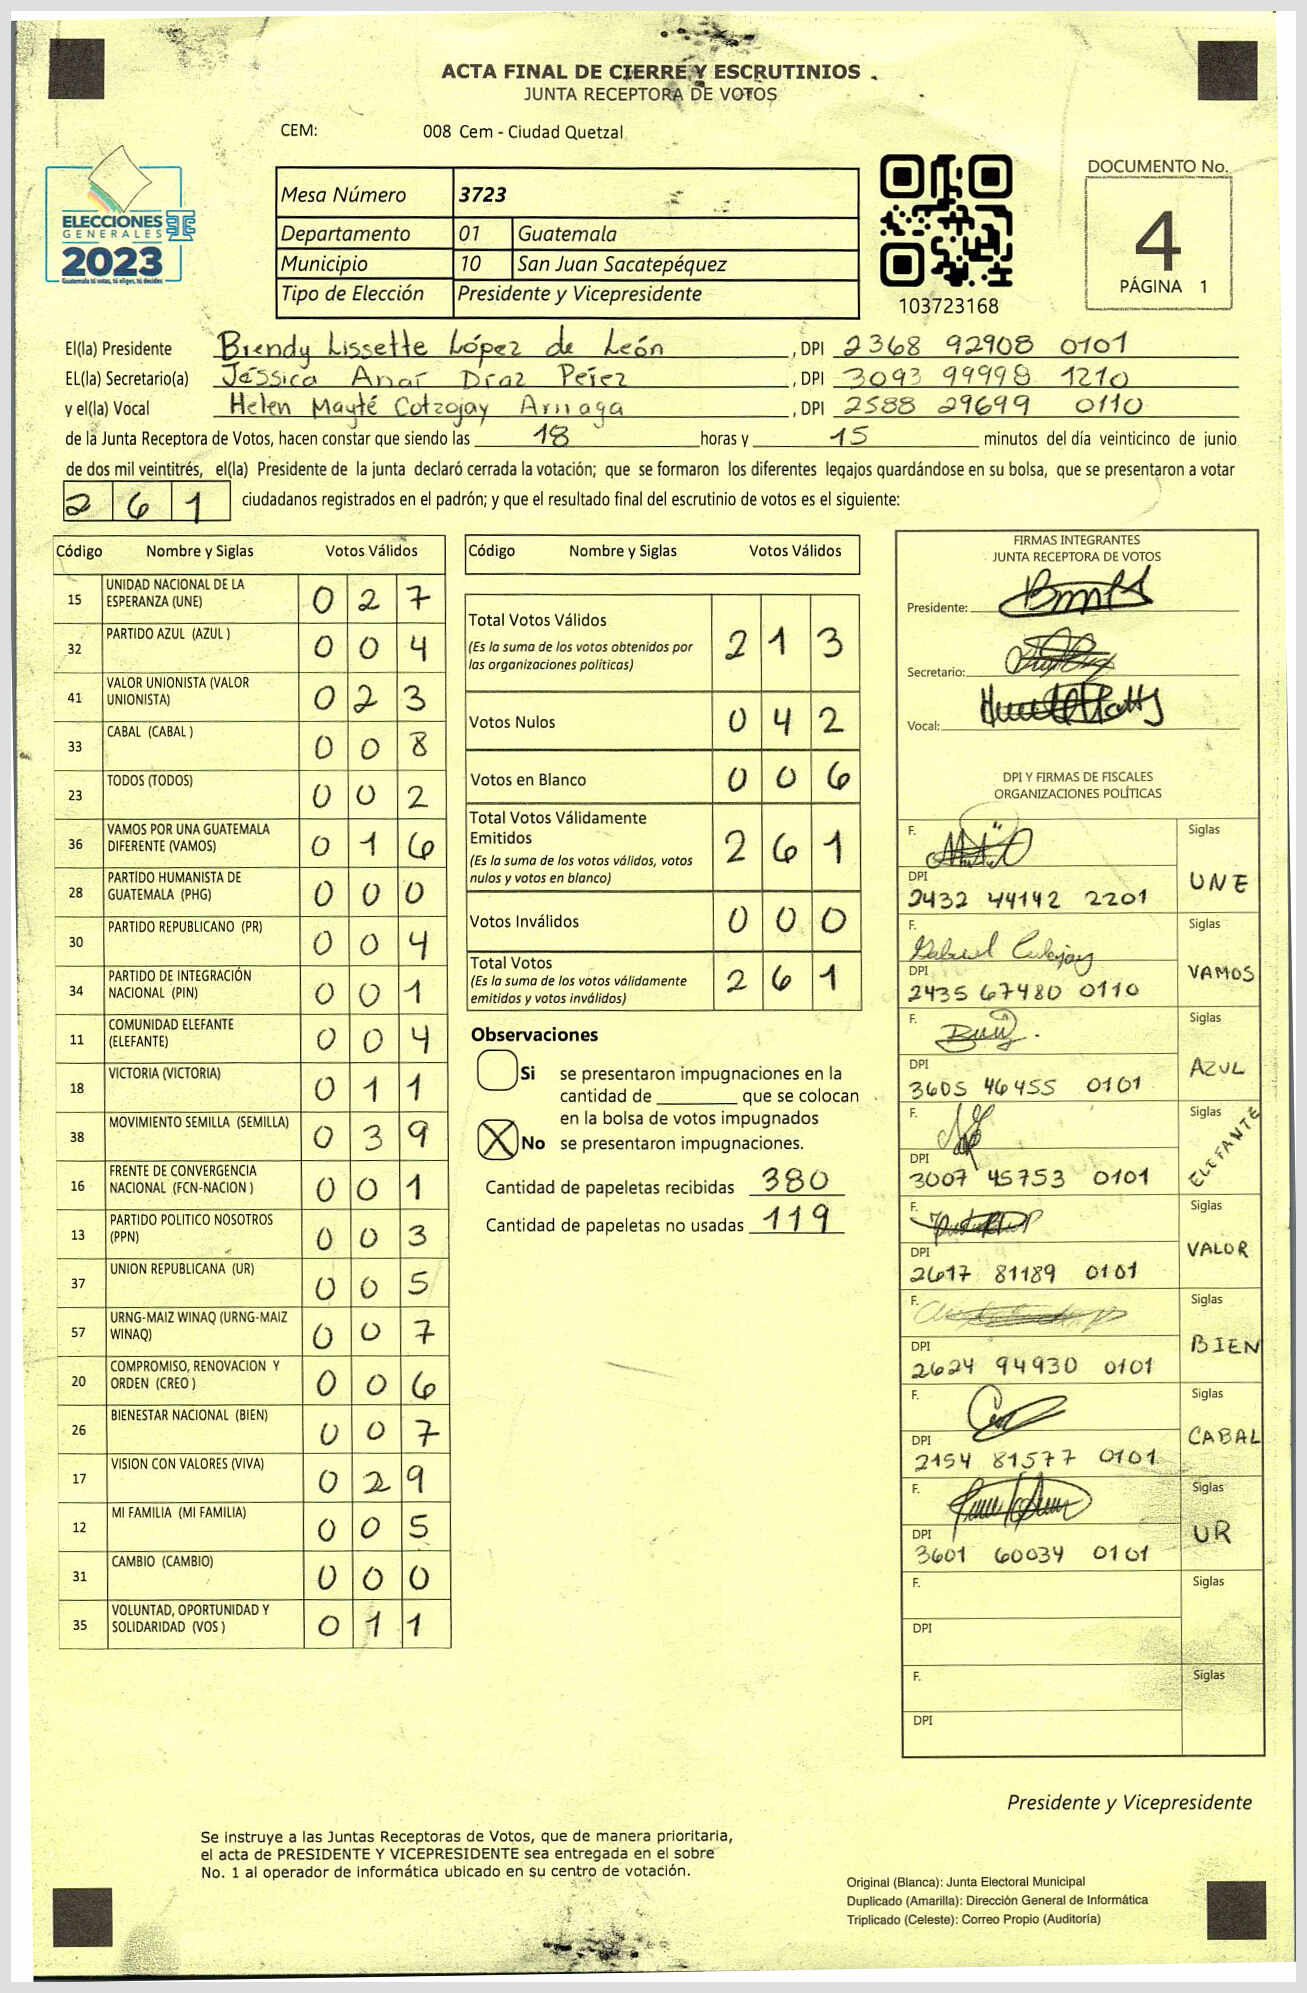 ACTA FINAL DE CIERRE Y ESCRUTINIOS
JUNTA RECEPTORA DE VOTOS
CEM: 008 Cem - Ciudad Quetzal
ELECCIONES
GENERALES
2023
Guatemala tú votas, tú eliges, tú decides
Mesa Número 3723
Departamento 01 Guatemala
Municipio 10 San Juan Sacatepéquez
Tipo de Elección Presidente y Vicepresidente
103723168
DOCUMENTO No.
4
PÁGINA 1
El(la) Presidente Brendy Lissette López de León , DPI 2368 92908 0101
EL(la) Secretario(a) Jéssica Anaí Díaz Pérez , DPI 3093 99998 1210
y el(la) Vocal Helen Mayté Cotzojay Arriaga , DPI 2588 29699 0110
de la Junta Receptora de Votos, hacen constar que siendo las 18 horas y 15 minutos del día veinticinco de junio
de dos mil veintitrés, el(la) Presidente de la junta declaró cerrada la votación; que se formaron los diferentes legajos guardándose en su bolsa, que se presentaron a votar
261 ciudadanos registrados en el padrón; y que el resultado final del escrutinio de votos es el siguiente:
Código Nombre y Siglas Votos Válidos
15 UNIDAD NACIONAL DE LA ESPERANZA (UNE) 0 2 7
32 PARTIDO AZUL (AZUL ) 0 0 4
41 VALOR UNIONISTA (VALOR UNIONISTA) 0 2 3
33 CABAL (CABAL ) 0 0 8
23 TODOS (TODOS) 0 0 2
36 VAMOS POR UNA GUATEMALA DIFERENTE (VAMOS) 0 1 6
28 PARTIDO HUMANISTA DE GUATEMALA (PHG) 0 0 0
30 PARTIDO REPUBLICANO (PR) 0 0 4
34 PARTIDO DE INTEGRACIÓN NACIONAL (PIN) 0 0 1
11 COMUNIDAD ELEFANTE (ELEFANTE) 0 0 4
18 VICTORIA (VICTORIA) 0 1 1
38 MOVIMIENTO SEMILLA (SEMILLA) 0 3 9
16 FRENTE DE CONVERGENCIA NACIONAL (FCN-NACION ) 0 0 1
13 PARTIDO POLITICO NOSOTROS (PPN) 0 0 3
37 UNION REPUBLICANA (UR) 0 0 5
57 URNG-MAIZ WINAQ (URNG-MAIZ WINAQ) 0 0 7
20 COMPROMISO, RENOVACION Y ORDEN (CREO ) 0 0 6
26 BIENESTAR NACIONAL (BIEN) 0 0 7
17 VISION CON VALORES (VIVA) 0 2 9
12 MI FAMILIA (MI FAMILIA) 0 0 5
31 CAMBIO (CAMBIO) 0 0 0
35 VOLUNTAD, OPORTUNIDAD Y SOLIDARIDAD (VOS ) 0 1 1
Código Nombre y Siglas Votos Válidos
Total Votos Válidos 2 1 3
(Es la suma de los votos obtenidos por
las organizaciones políticas)
Votos Nulos 0 4 2
Votos en Blanco 0 0 6
Total Votos Válidamente
Emitidos 2 6 1
(Es la suma de los votos válidos, votos
nulos y votos en blanco)
Votos Inválidos 0 0 0
Total Votos 2 6 1
(Es la suma de los votos válidamente
emitidos y votos inválidos)
Observaciones
Si se presentaron impugnaciones en la
cantidad de ________ que se colocan
en la bolsa de votos impugnados
X No se presentaron impugnaciones.
Cantidad de papeletas recibidas 380
Cantidad de papeletas no usadas 119
FIRMAS INTEGRANTES
JUNTA RECEPTORA DE VOTOS
Presidente:
Secretario:
Vocal:
DPI Y FIRMAS DE FISCALES
ORGANIZACIONES POLÍTICAS
F. Siglas
DPI UNE
2432 44142 2201
F. Siglas
DPI VAMOS
2435 67480 0110
F. Siglas
DPI AZUL
3605 46455 0101
F. Siglas
DPI ELEFANTE
3007 45753 0101
F. Siglas
DPI VALOR
2617 81189 0101
F. Siglas
DPI BIEN
2624 94930 0101
F. Siglas
DPI CABAL
2154 81577 0101
F. Siglas
DPI UR
3601 60034 0101
F. Siglas
DPI
F. Siglas
DPI
Presidente y Vicepresidente
Se instruye a las Juntas Receptoras de Votos, que de manera prioritaria,
el acta de PRESIDENTE Y VICEPRESIDENTE sea entregada en el sobre
No. 1 al operador de informática ubicado en su centro de votación.
Original (Blanca): Junta Electoral Municipal
Duplicado (Amarilla): Dirección General de Informática
Triplicado (Celeste): Correo Propio (Auditoría)